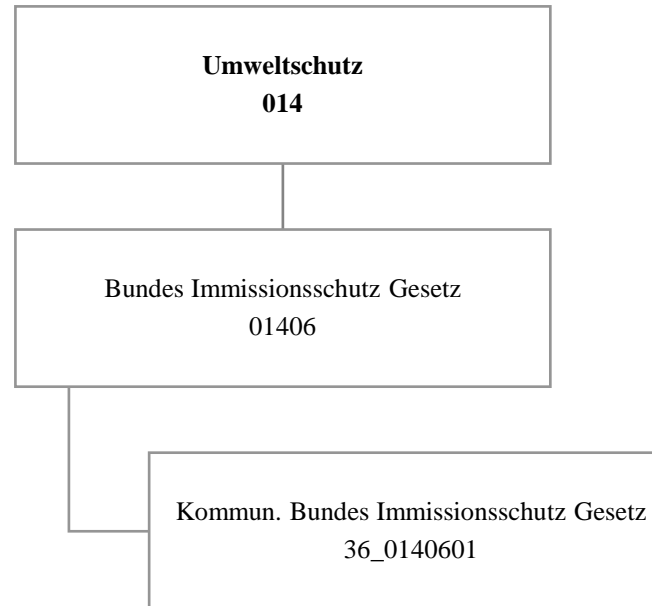 Umweltschutz
014
Bundes Immissionsschutz Gesetz
01406
Kommun. Bundes Immissionsschutz Gesetz
36_0140601